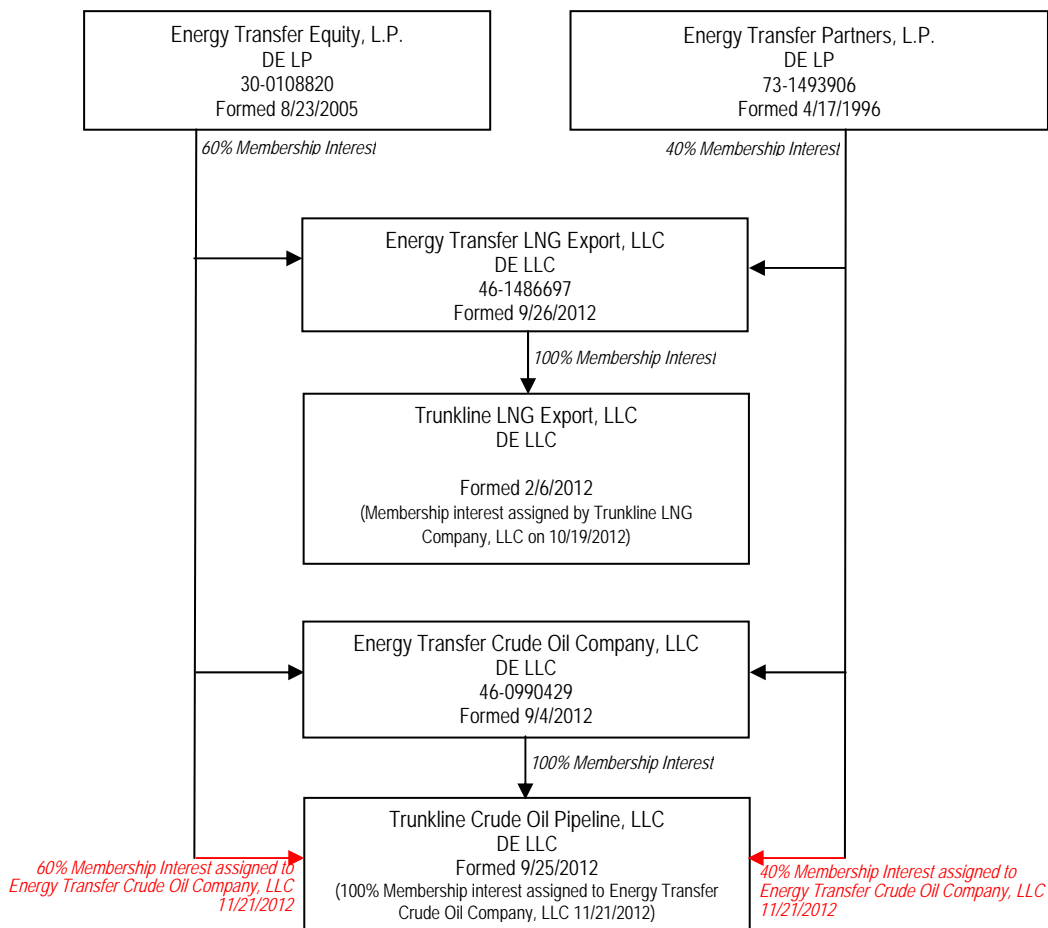 Energy Transfer Equity, L.P.
DE LP
30-0108820
Formed 8/23/2005
Energy Transfer Partners, L.P.
DE LP
73-1493906
Formed 4/17/1996
60% Membership Interest
40% Membership Interest
Energy Transfer LNG Export, LLC
DE LLC
46-1486697
Formed 9/26/2012
100% Membership Interest
Trunkline LNG Export, LLC
DE LLC
Formed 2/6/2012
(Membership interest assigned by Trunkline LNG
Company, LLC on 10/19/2012)
Energy Transfer Crude Oil Company, LLC
DE LLC
46-0990429
Formed 9/4/2012
100% Membership Interest
Trunkline Crude Oil Pipeline, LLC
DE LLC
Formed 9/25/2012
(100% Membership interest assigned to Energy Transfer
Crude Oil Company, LLC 11/21/2012)
60% Membership Interest assigned to
Energy Transfer Crude Oil Company, LLC
11/21/2012
40% Membership Interest assigned to
Energy Transfer Crude Oil Company, LLC
11/21/2012